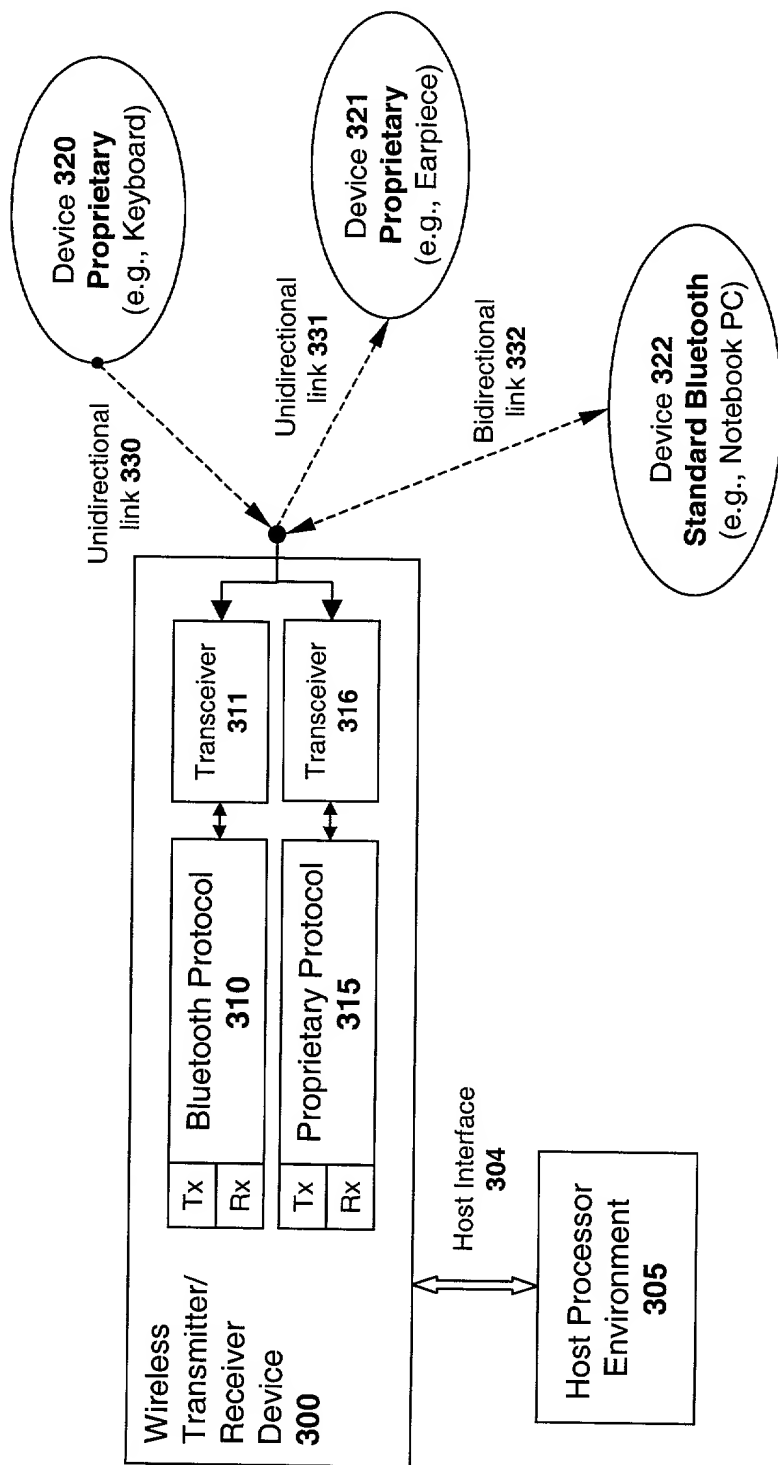 Wireless
Transmitter/
Receiver
Device
300
Tx
Rx
Bluetooth Protocol
310
Transceiver
311
Tx
Rx
Proprietary Protocol
315
Transceiver
316
Host Interface
304
Host Processor
Environment
305
Unidirectional
link 330
Unidirectional
link 331
Bidirectional
link 332
Device 320
Proprietary
(e.g., Keyboard)
Device 321
Proprietary
(e.g., Earpiece)
Device 322
Standard Bluetooth
(e.g., Notebook PC)